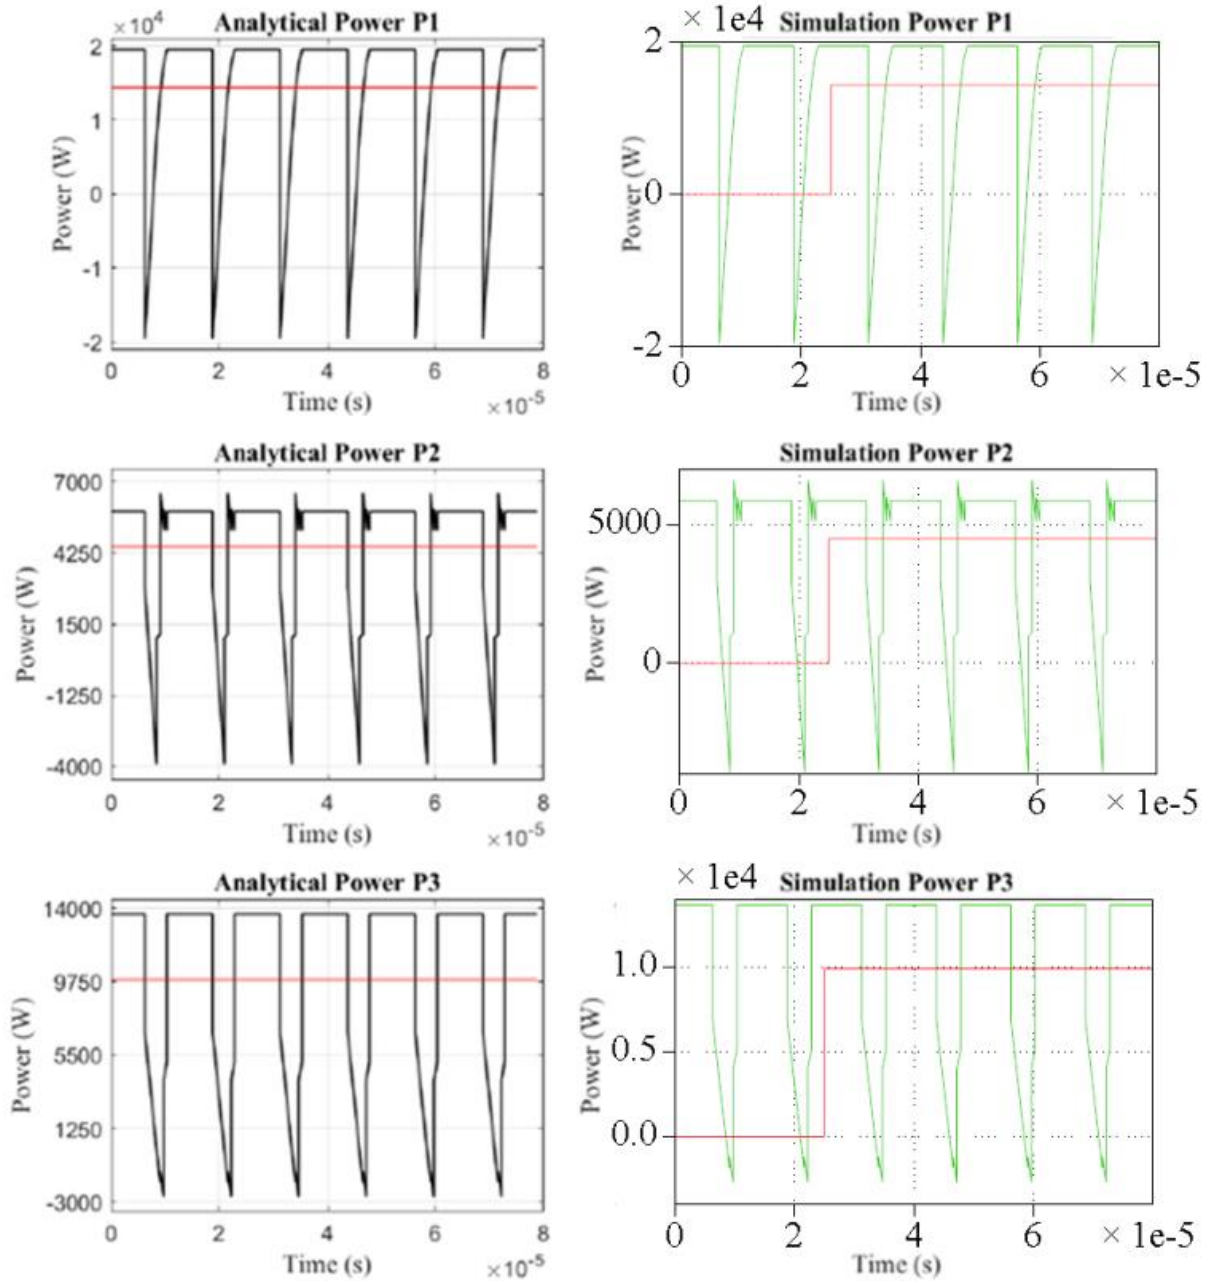 ×10⁴ Analytical Power P1
2
1
0
-1
-2
Power (W)
0 2 4 6 8
Time (s)
×10⁻⁵
× 1e4 Simulation Power P1
2
0
-2
Power (W)
0 2 4 6 × 1e-5
Time (s)
Analytical Power P2
7000
4250
1500
-1250
-4000
Power (W)
0 2 4 6 8
Time (s)
×10⁻⁵
Simulation Power P2
5000
0
Power (W)
0 2 4 6 × 1e-5
Time (s)
Analytical Power P3
14000
9750
5500
1250
-3000
Power (W)
0 2 4 6 8
Time (s)
×10⁻⁵
× 1e4 Simulation Power P3
1.0
0.5
0.0
Power (W)
0 2 4 6 × 1e-5
Time (s)